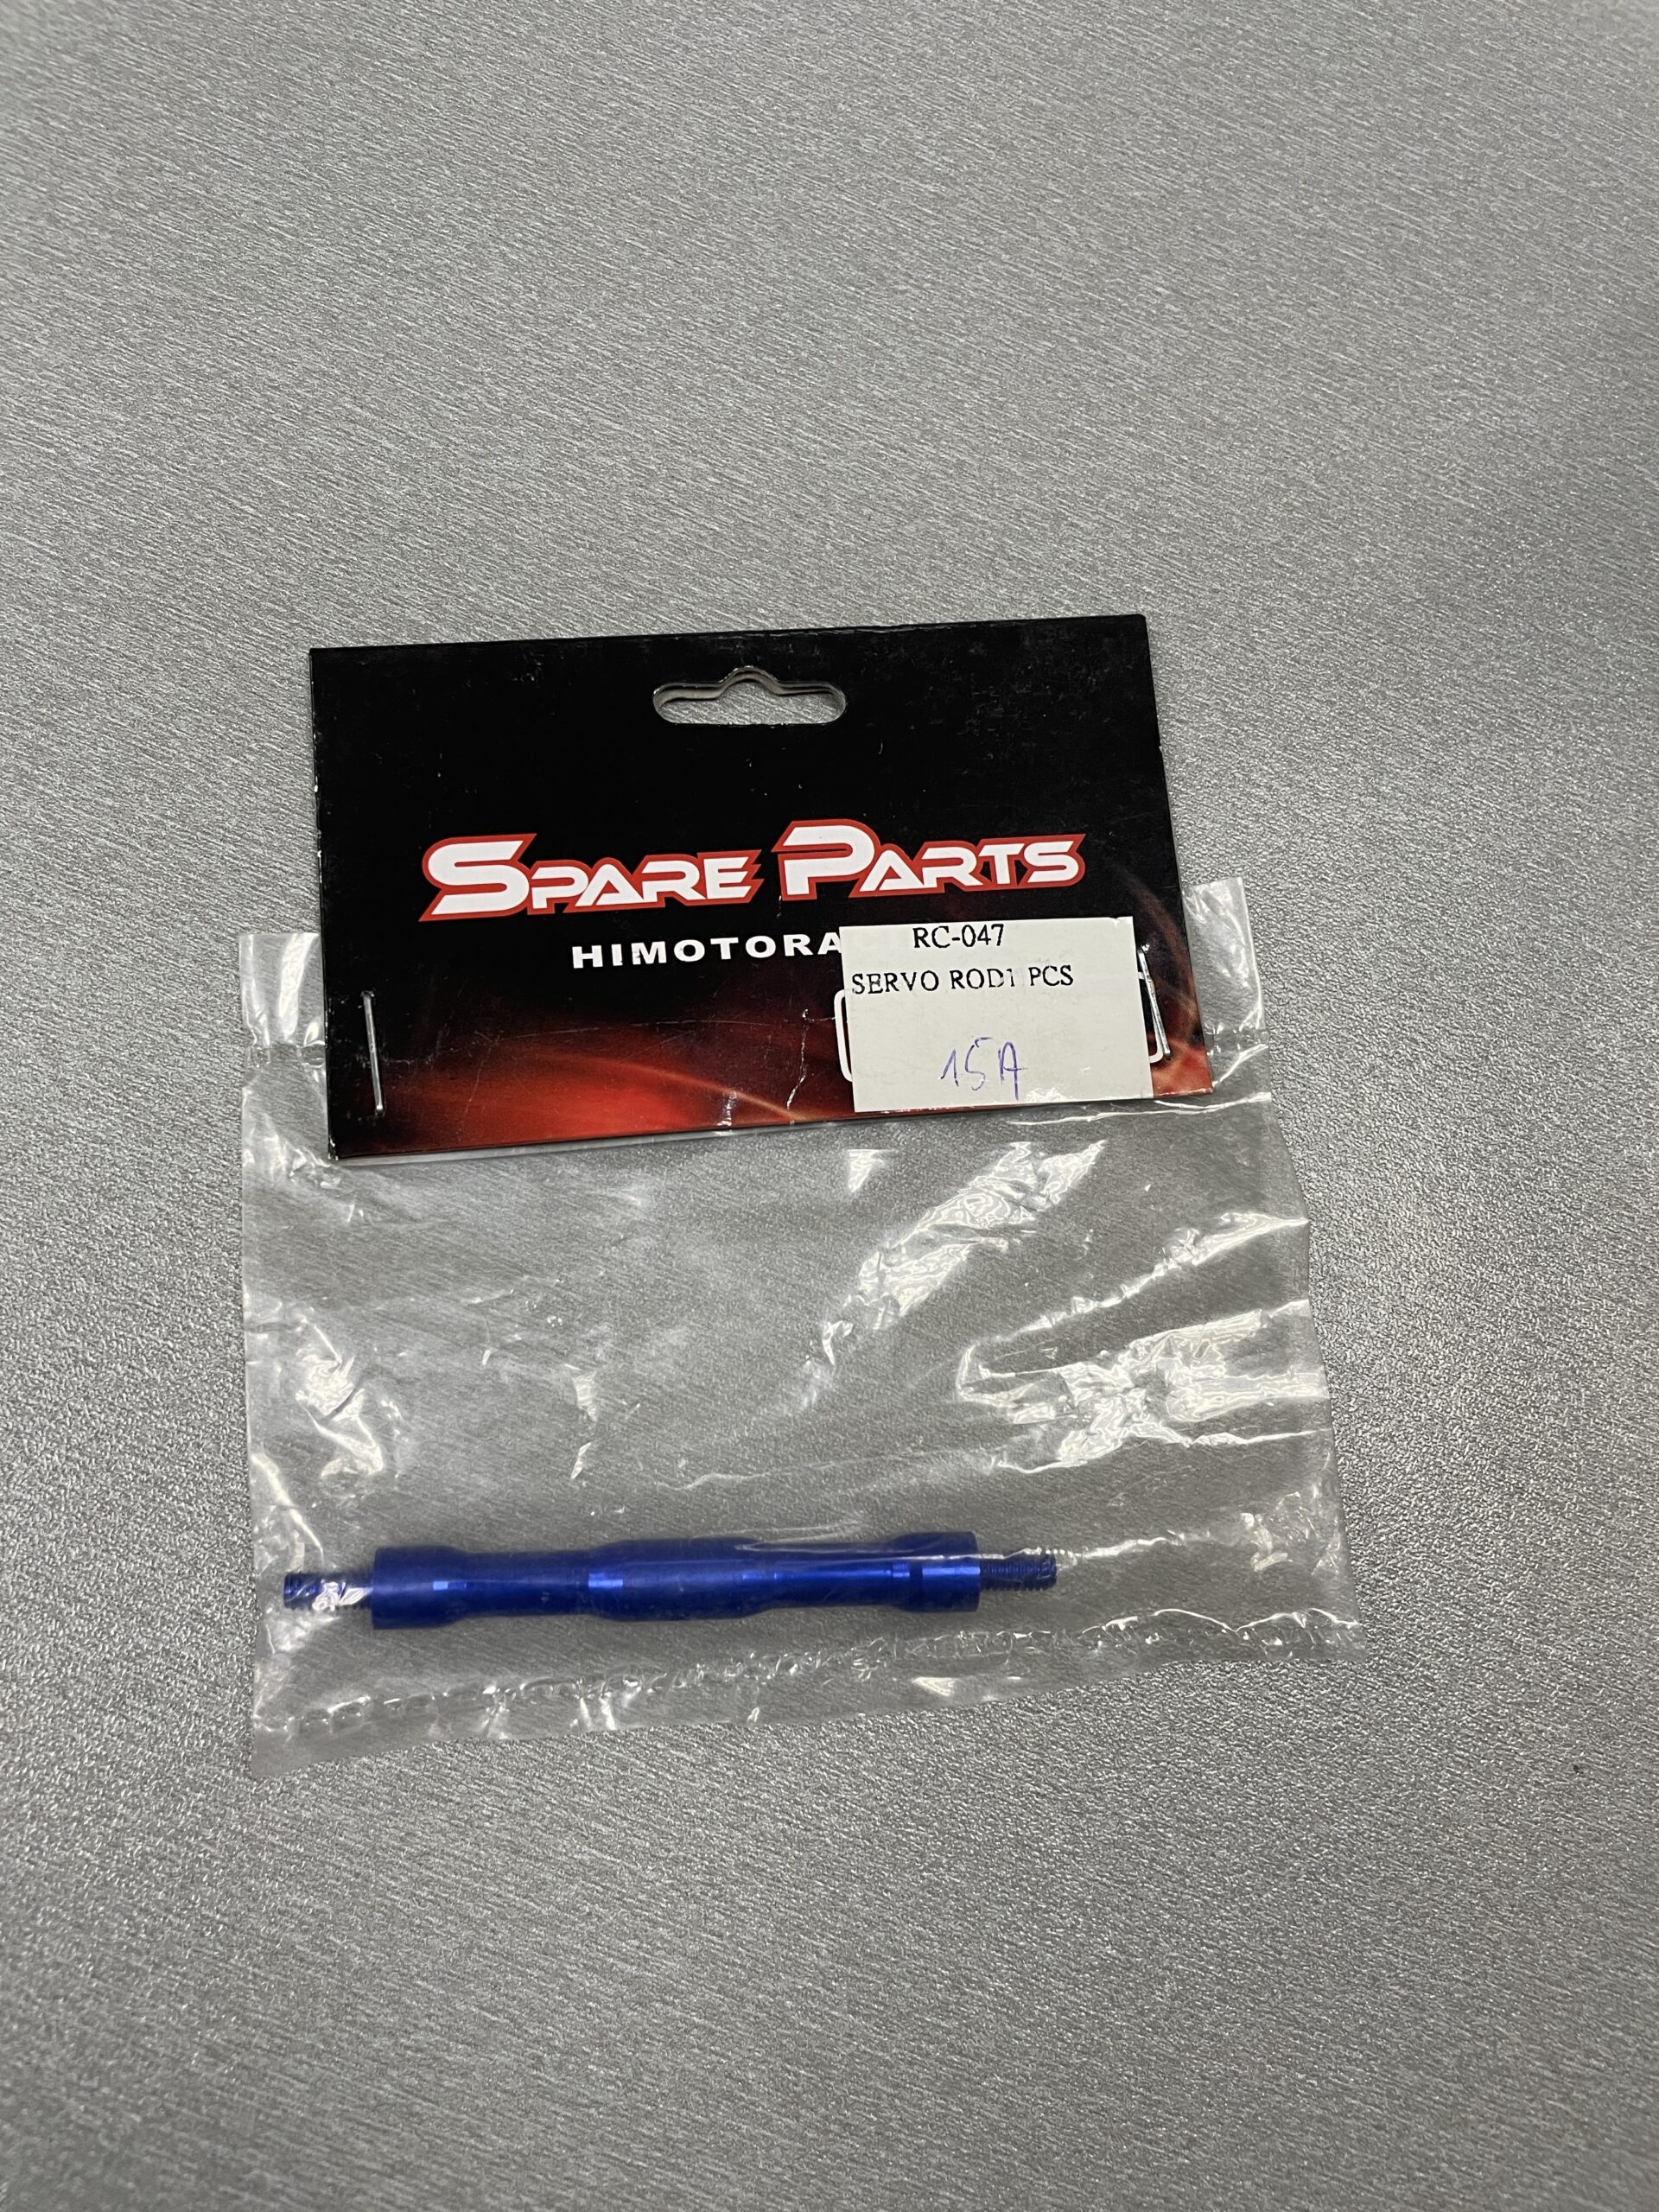 SPARE PARTS
HIMOTORA
RC-047
SERVO ROD1 PCS
15A